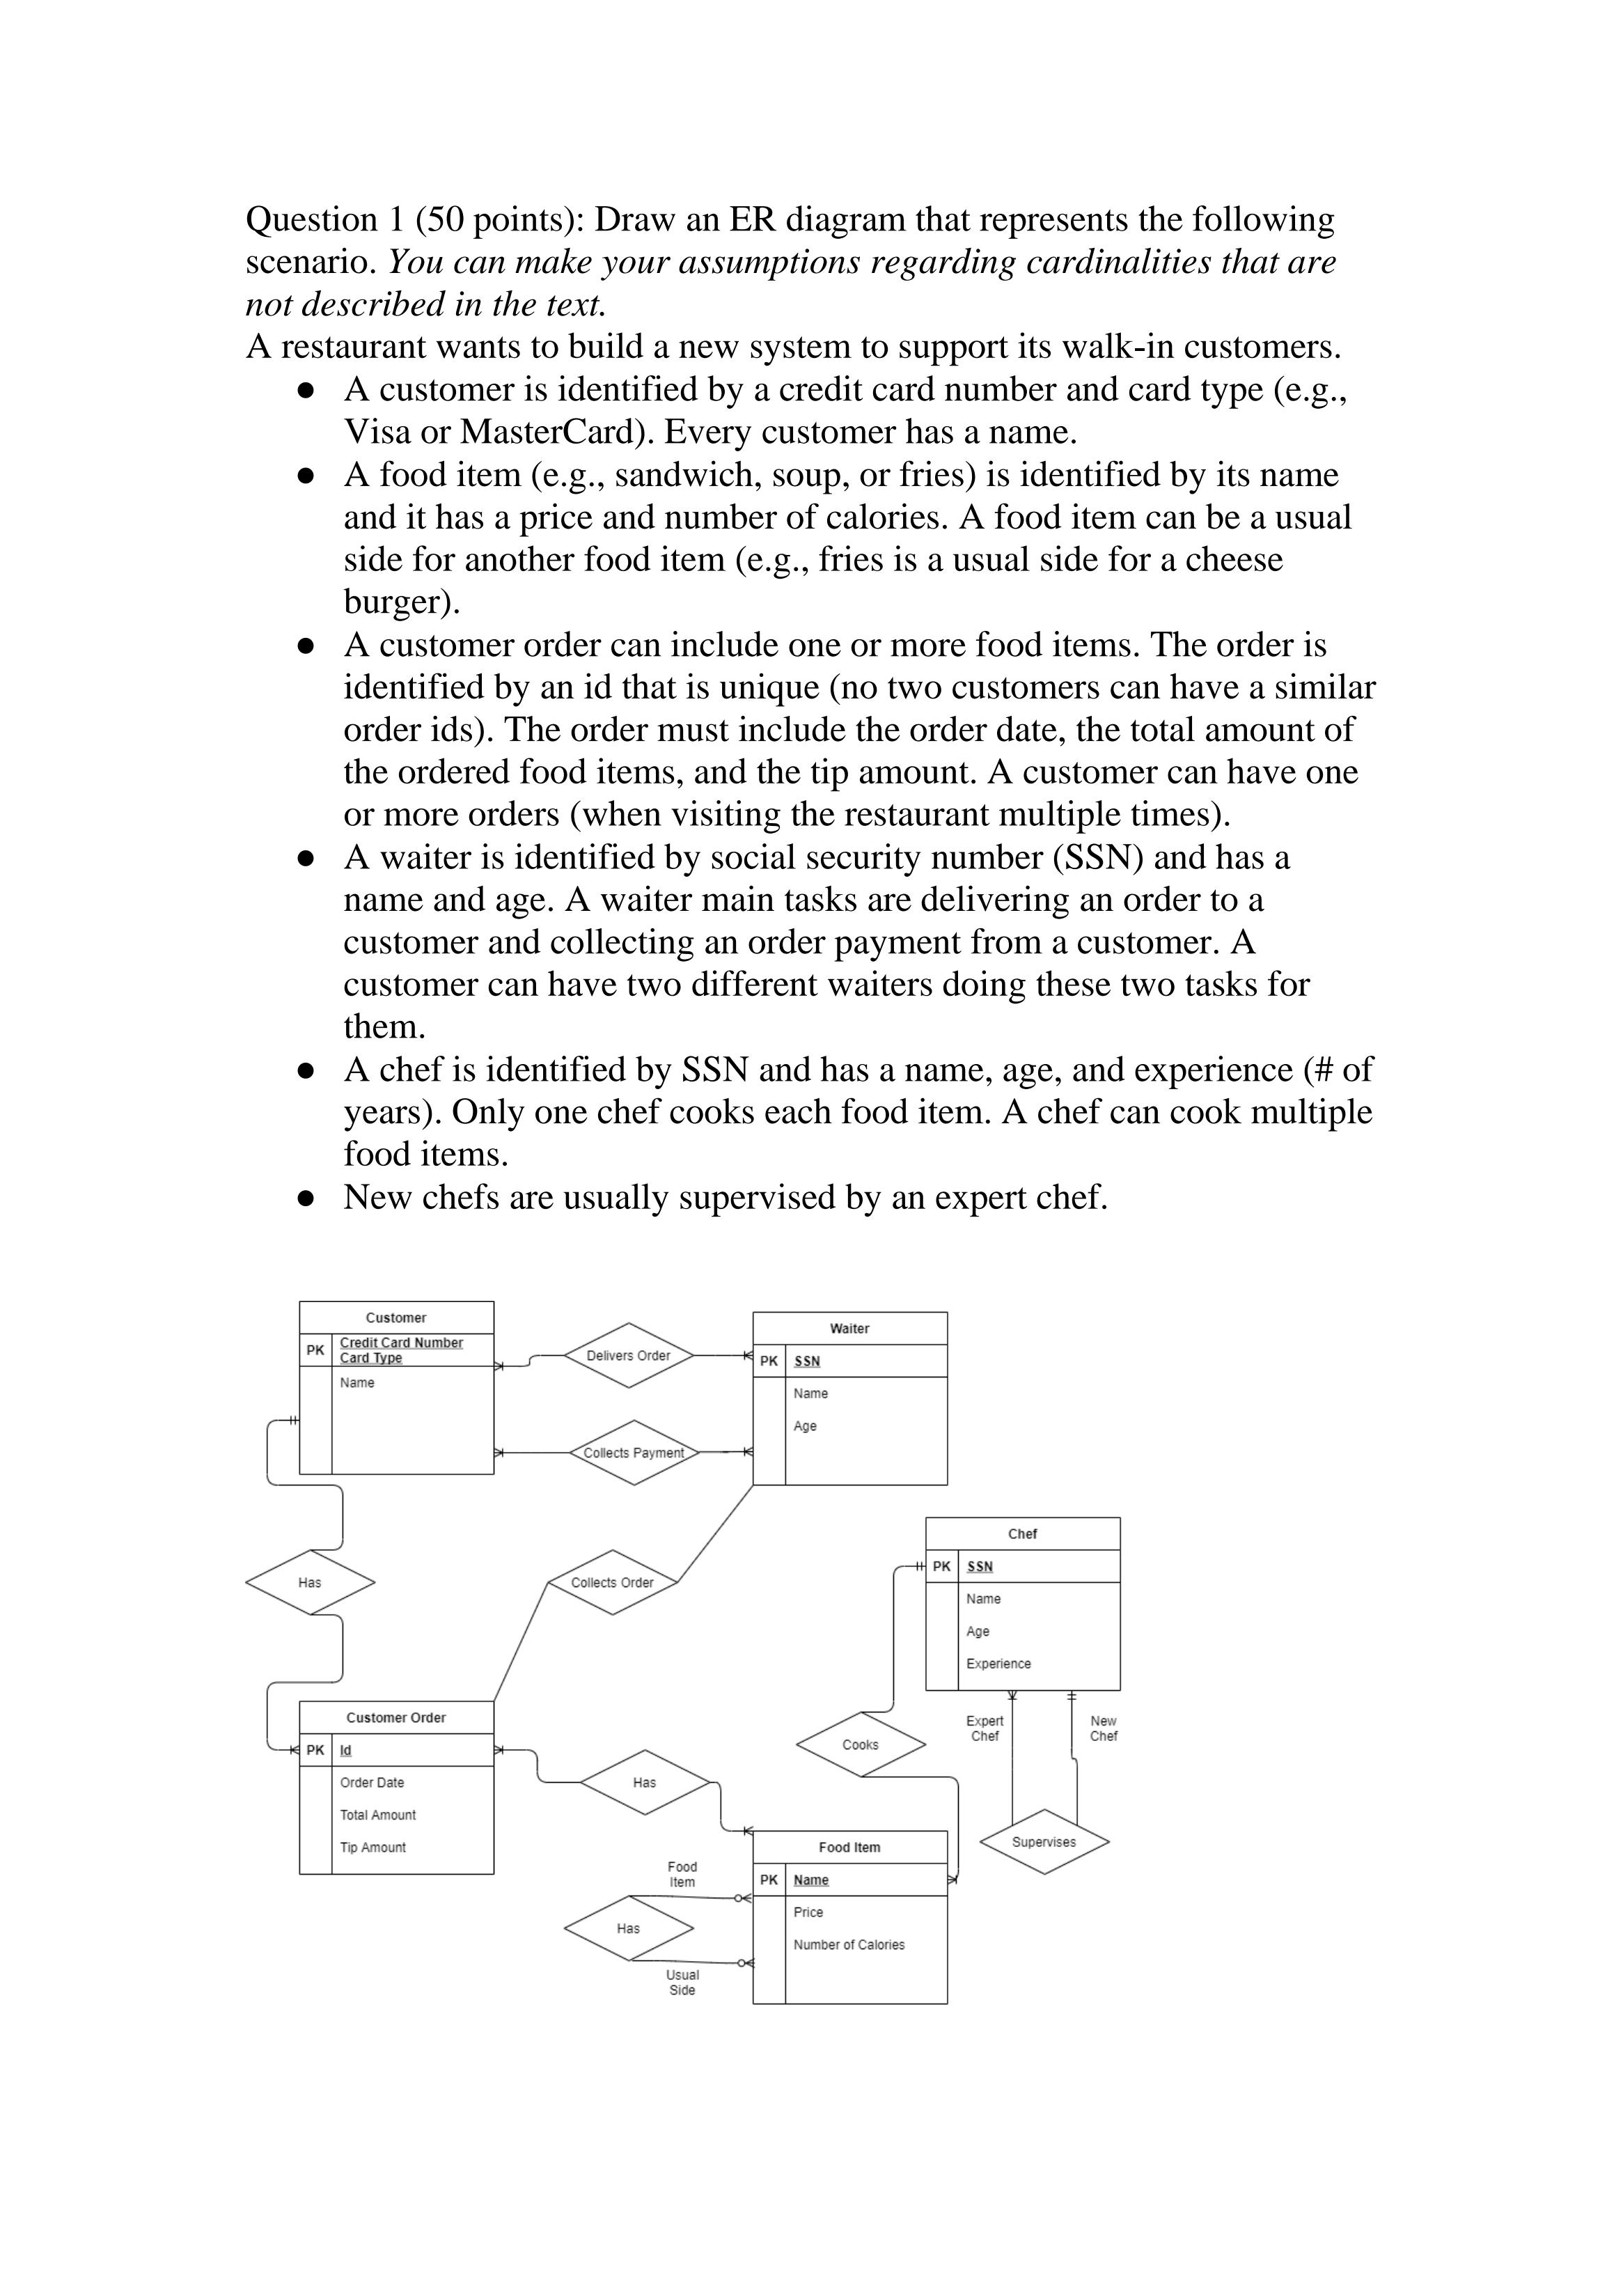 Question 1 (50 points): Draw an ER diagram that represents the following
scenario. You can make your assumptions regarding cardinalities that are
not described in the text.
A restaurant wants to build a new system to support its walk-in customers.
● A customer is identified by a credit card number and card type (e.g.,
Visa or MasterCard). Every customer has a name.
● A food item (e.g., sandwich, soup, or fries) is identified by its name
and it has a price and number of calories. A food item can be a usual
side for another food item (e.g., fries is a usual side for a cheese
burger).
● A customer order can include one or more food items. The order is
identified by an id that is unique (no two customers can have a similar
order ids). The order must include the order date, the total amount of
the ordered food items, and the tip amount. A customer can have one
or more orders (when visiting the restaurant multiple times).
● A waiter is identified by social security number (SSN) and has a
name and age. A waiter main tasks are delivering an order to a
customer and collecting an order payment from a customer. A
customer can have two different waiters doing these two tasks for
them.
● A chef is identified by SSN and has a name, age, and experience (# of
years). Only one chef cooks each food item. A chef can cook multiple
food items.
● New chefs are usually supervised by an expert chef.
Customer
PK Credit Card Number
Card Type
Name
Delivers Order
Collects Payment
Waiter
PK SSN
Name
Age
Has
Collects Order
Chef
PK SSN
Name
Age
Experience
Customer Order
PK Id
Order Date
Total Amount
Tip Amount
Has
Cooks
Expert
Chef
New
Chef
Supervises
Food
Item
Has
Usual
Side
Food Item
PK Name
Price
Number of Calories